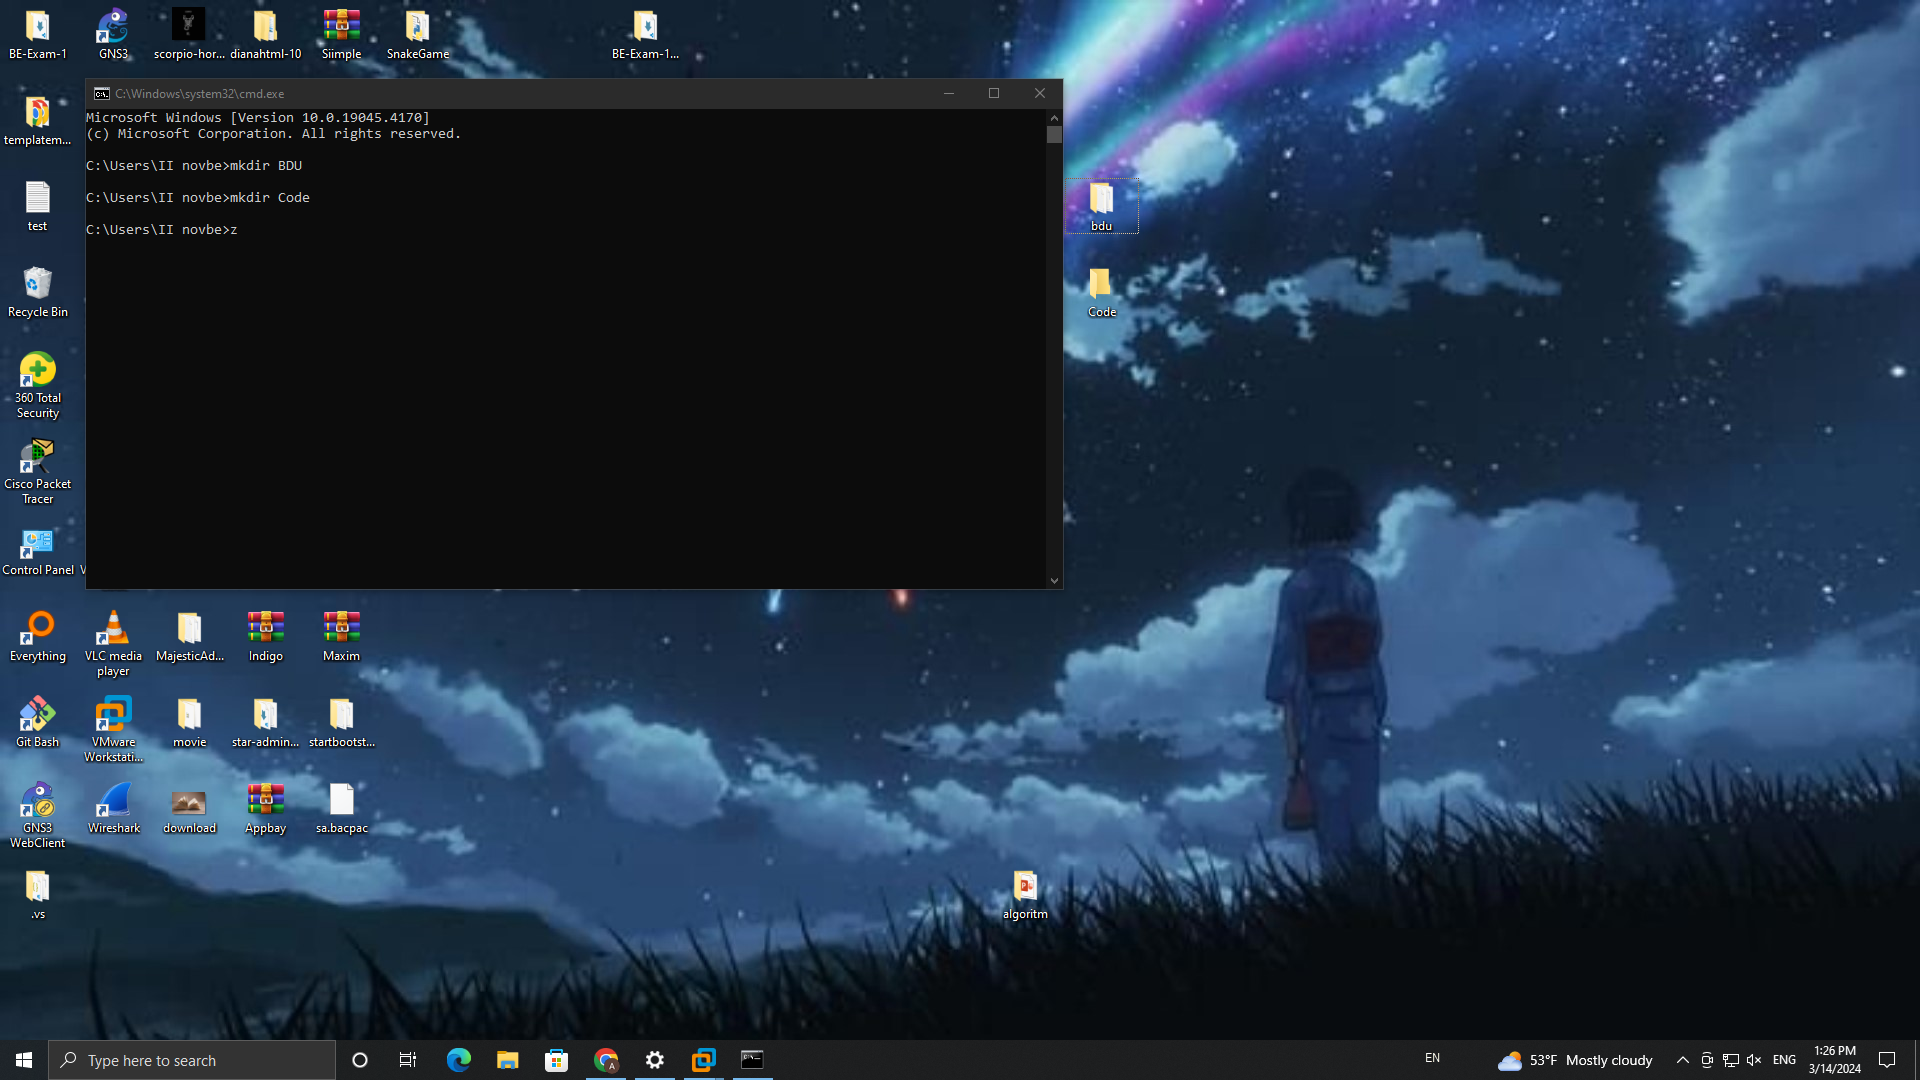 BE-Exam-1
GNS3
scorpio-hor...
dianahtml-10
Siimple
SnakeGame
BE-Exam-1...
C:\Windows\system32\cmd.exe
Microsoft Windows [Version 10.0.19045.4170]
(c) Microsoft Corporation. All rights reserved.
C:\Users\II novbe>mkdir BDU
C:\Users\II novbe>mkdir Code
C:\Users\II novbe>z
templatem...
test
Recycle Bin
360 Total
Security
Cisco Packet
Tracer
Control Panel
bdu
Code
Everything
VLC media
player
MajesticAd...
Indigo
Maxim
Git Bash
VMware
Workstati...
movie
star-admin...
startbootst...
GNS3
WebClient
Wireshark
download
Appbay
sa.bacpac
.vs
algoritm
Type here to search
EN
53°F Mostly cloudy
ENG
1:26 PM
3/14/2024